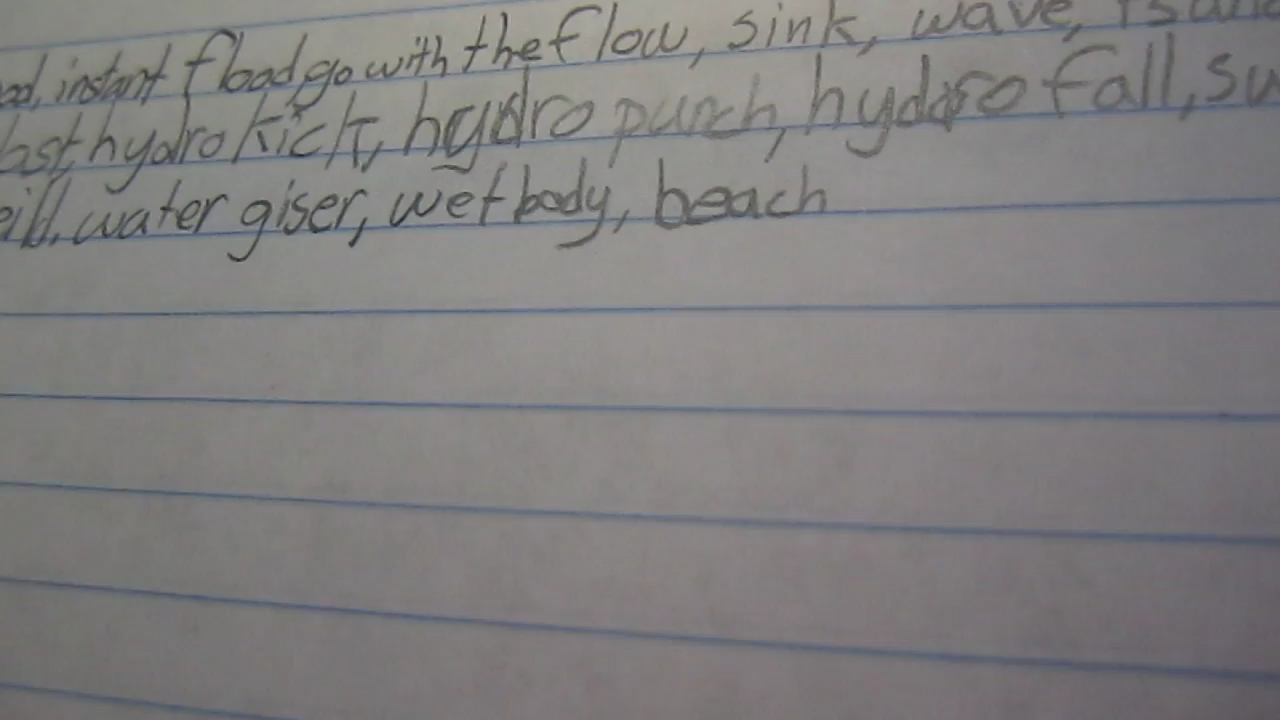 instant flood go with the flow, sink, wave,
hydro kick, hydro punch, hydro fall,
water giser, wet body, beach